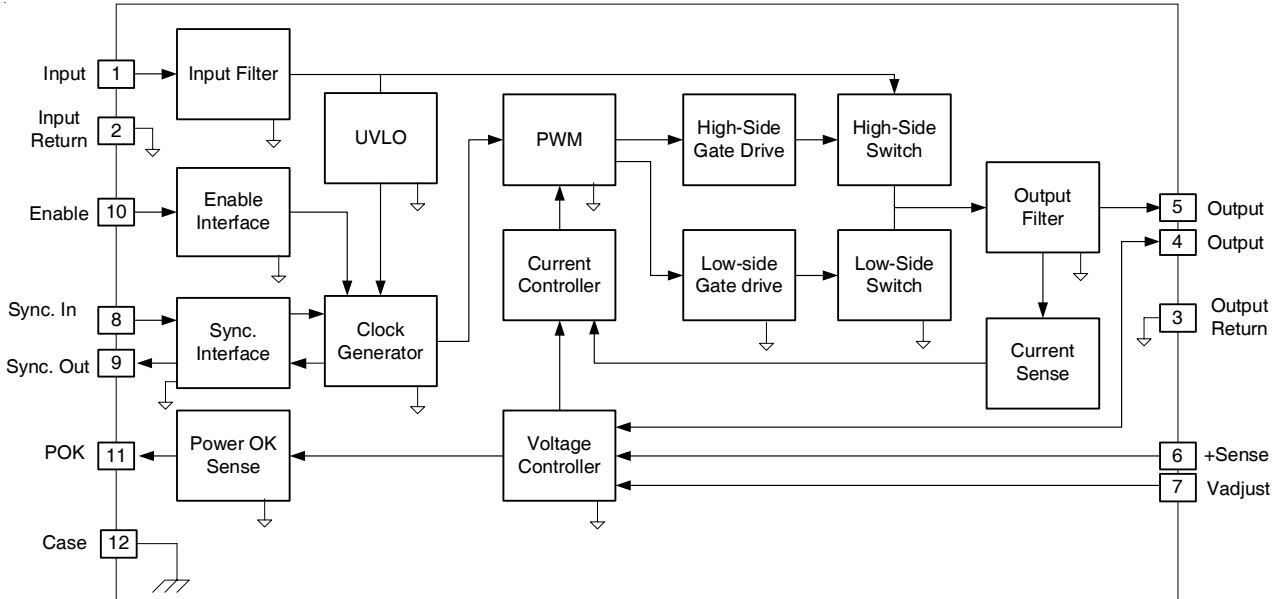 Input
1
Input Filter
Input
Return
2
UVLO
PWM
High-Side
Gate Drive
High-Side
Switch
Enable
10
Enable
Interface
Output
Filter
5
Output
4
Output
Current
Controller
Low-side
Gate drive
Low-Side
Switch
Sync. In
8
Sync. Out
9
Sync.
Interface
Clock
Generator
Current
Sense
3
Output
Return
POK
11
Power OK
Sense
Voltage
Controller
6
+Sense
7
Vadjust
Case
12